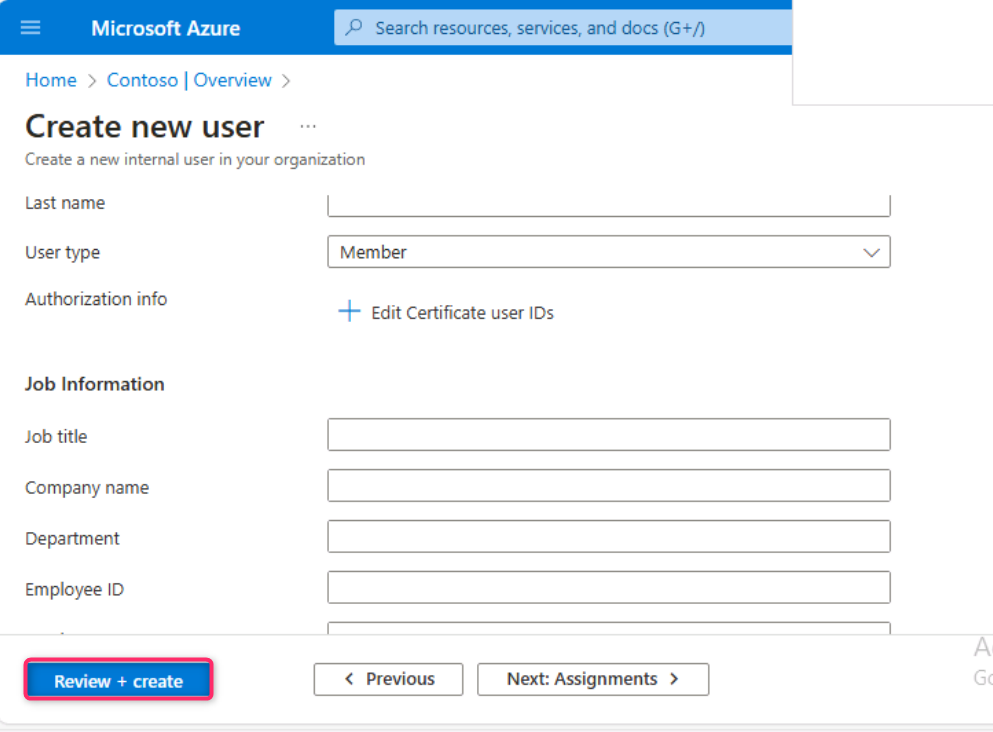 Microsoft Azure
Search resources, services, and docs (G+/)
Home > Contoso | Overview >
Create new user ...
Create a new internal user in your organization
Last name
User type
Member
Authorization info
+ Edit Certificate user IDs
Job Information
Job title
Company name
Department
Employee ID
Review + create
< Previous
Next: Assignments >